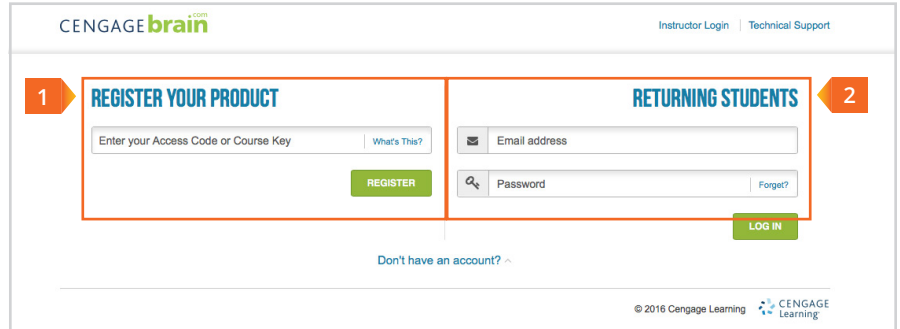 CENGAGEbrain.com
Instructor Login | Technical Support
1
REGISTER YOUR PRODUCT
Enter your Access Code or Course Key
What's This?
REGISTER
RETURNING STUDENTS
2
Email address
Password
Forget?
LOG IN
Don't have an account?
© 2016 Cengage Learning
CENGAGE
Learning